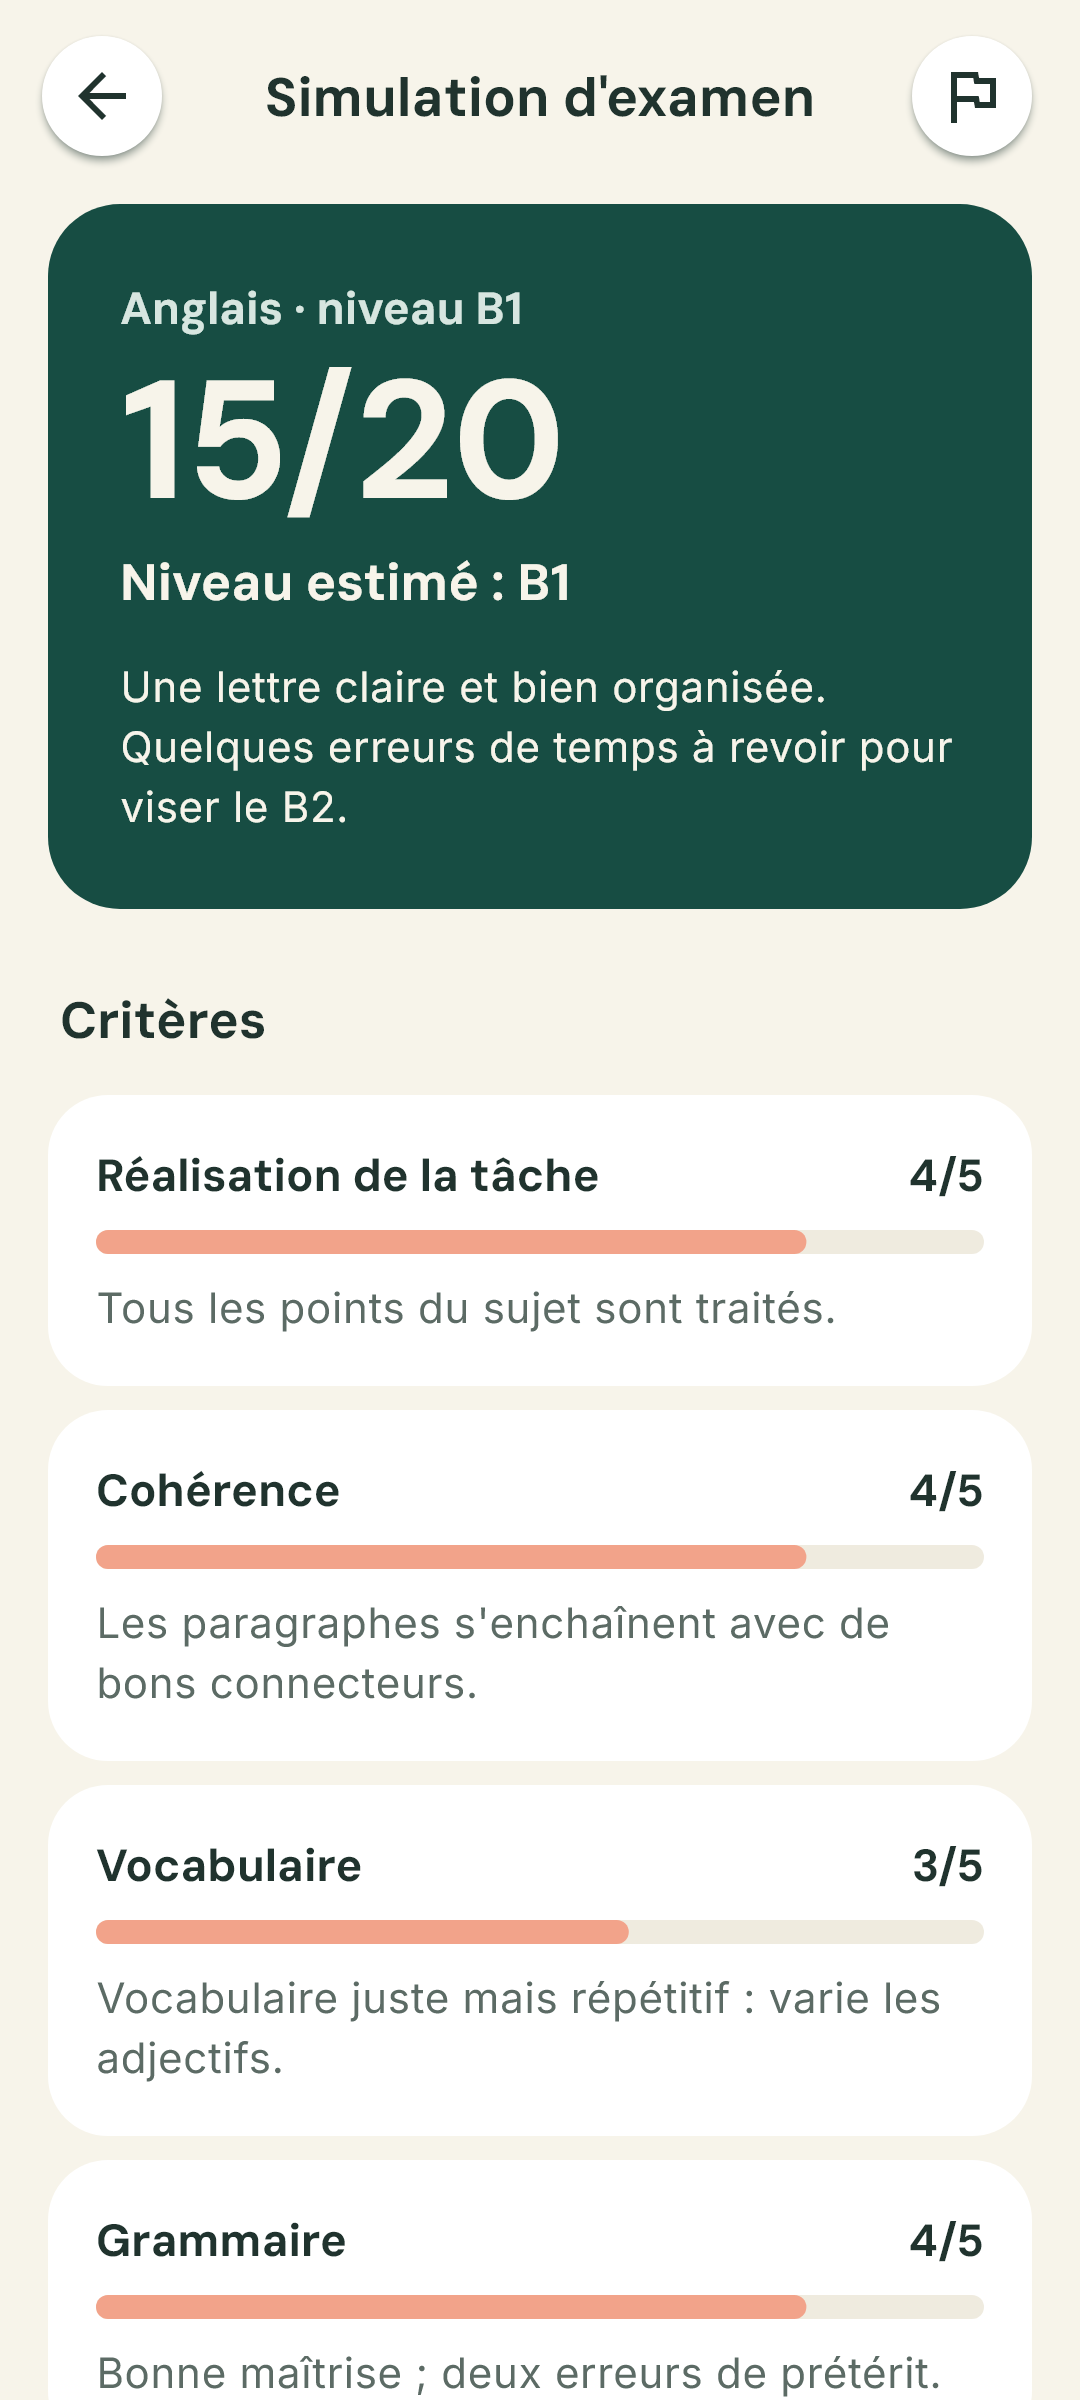 Simulation d'examen
Anglais · niveau B1
15/20
Niveau estimé : B1
Une lettre claire et bien organisée.
Quelques erreurs de temps à revoir pour
viser le B2.
Critères
Réalisation de la tâche 4/5
Tous les points du sujet sont traités.
Cohérence 4/5
Les paragraphes s'enchaînent avec de
bons connecteurs.
Vocabulaire 3/5
Vocabulaire juste mais répétitif : varie les
adjectifs.
Grammaire 4/5
Bonne maîtrise ; deux erreurs de prétérit.